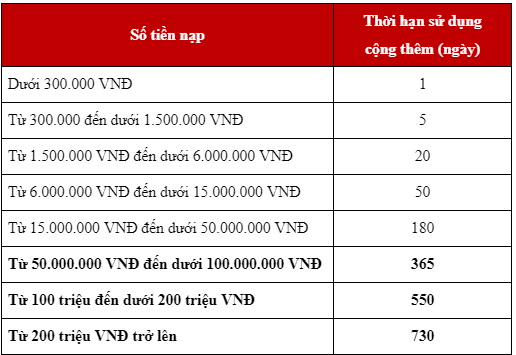 Số tiền nạp
Thời hạn sử dụng
cộng thêm (ngày)
Dưới 300.000 VNĐ
1
Từ 300.000 đến dưới 1.500.000 VNĐ
5
Từ 1.500.000 VNĐ đến dưới 6.000.000 VNĐ
20
Từ 6.000.000 VNĐ đến dưới 15.000.000 VNĐ
50
Từ 15.000.000 VNĐ đến dưới 50.000.000 VNĐ
180
Từ 50.000.000 VNĐ đến dưới 100.000.000 VNĐ
365
Từ 100 triệu đến dưới 200 triệu VNĐ
550
Từ 200 triệu VNĐ trở lên
730